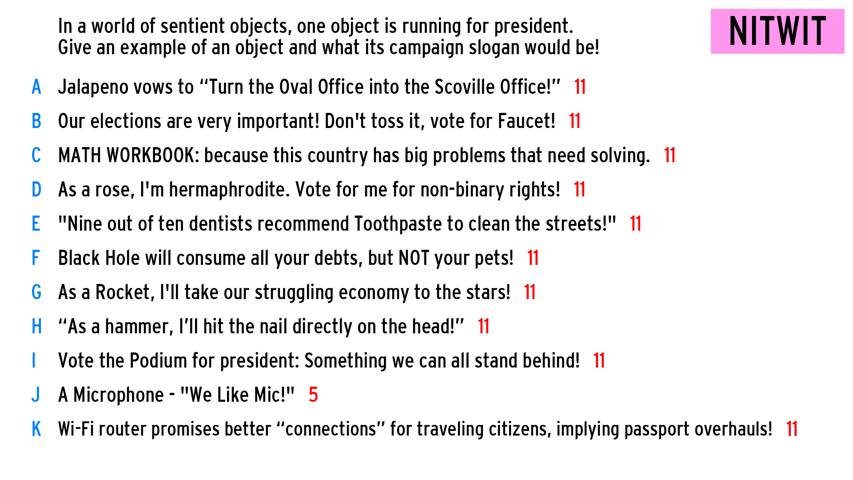 In a world of sentient objects, one object is running for president.
Give an example of an object and what its campaign slogan would be!
NITWIT
A Jalapeno vows to “Turn the Oval Office into the Scoville Office!” 11
B Our elections are very important! Don't toss it, vote for Faucet! 11
C MATH WORKBOOK: because this country has big problems that need solving. 11
D As a rose, I'm hermaphrodite. Vote for me for non-binary rights! 11
E "Nine out of ten dentists recommend Toothpaste to clean the streets!" 11
F Black Hole will consume all your debts, but NOT your pets! 11
G As a Rocket, I'll take our struggling economy to the stars! 11
H “As a hammer, I’ll hit the nail directly on the head!” 11
I Vote the Podium for president: Something we can all stand behind! 11
J A Microphone - "We Like Mic!" 5
K Wi-Fi router promises better “connections” for traveling citizens, implying passport overhauls! 11